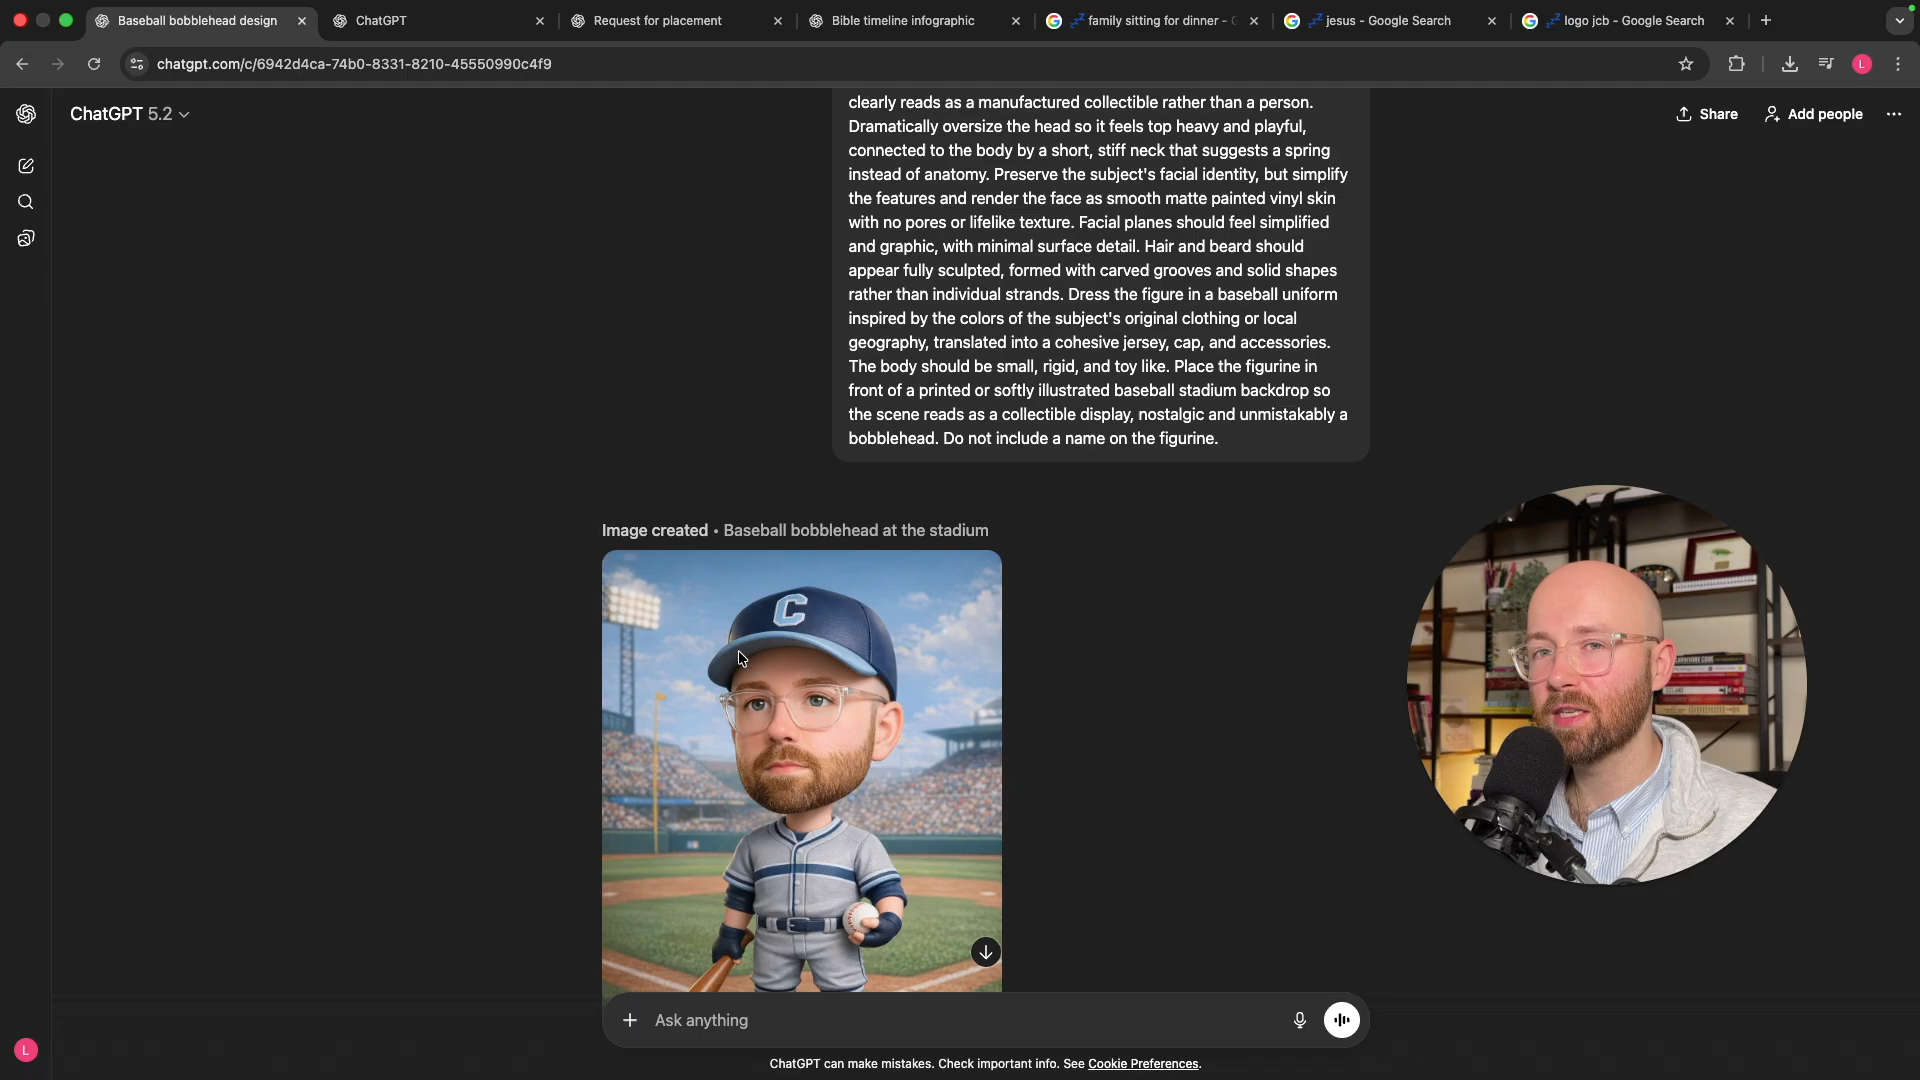 Baseball bobblehead design
ChatGPT
Request for placement
Bible timeline infographic
family sitting for dinner -
jesus - Google Search
logo jcb - Google Search
chatgpt.com/c/6942d4ca-74b0-8331-8210-45550990c4f9
L
ChatGPT 5.2
Share
Add people
clearly reads as a manufactured collectible rather than a person.
Dramatically oversize the head so it feels top heavy and playful,
connected to the body by a short, stiff neck that suggests a spring
instead of anatomy. Preserve the subject's facial identity, but simplify
the features and render the face as smooth matte painted vinyl skin
with no pores or lifelike texture. Facial planes should feel simplified
and graphic, with minimal surface detail. Hair and beard should
appear fully sculpted, formed with carved grooves and solid shapes
rather than individual strands. Dress the figure in a baseball uniform
inspired by the colors of the subject's original clothing or local
geography, translated into a cohesive jersey, cap, and accessories.
The body should be small, rigid, and toy like. Place the figurine in
front of a printed or softly illustrated baseball stadium backdrop so
the scene reads as a collectible display, nostalgic and unmistakably a
bobblehead. Do not include a name on the figurine.
Image created • Baseball bobblehead at the stadium
C
Ask anything
L
ChatGPT can make mistakes. Check important info. See Cookie Preferences.